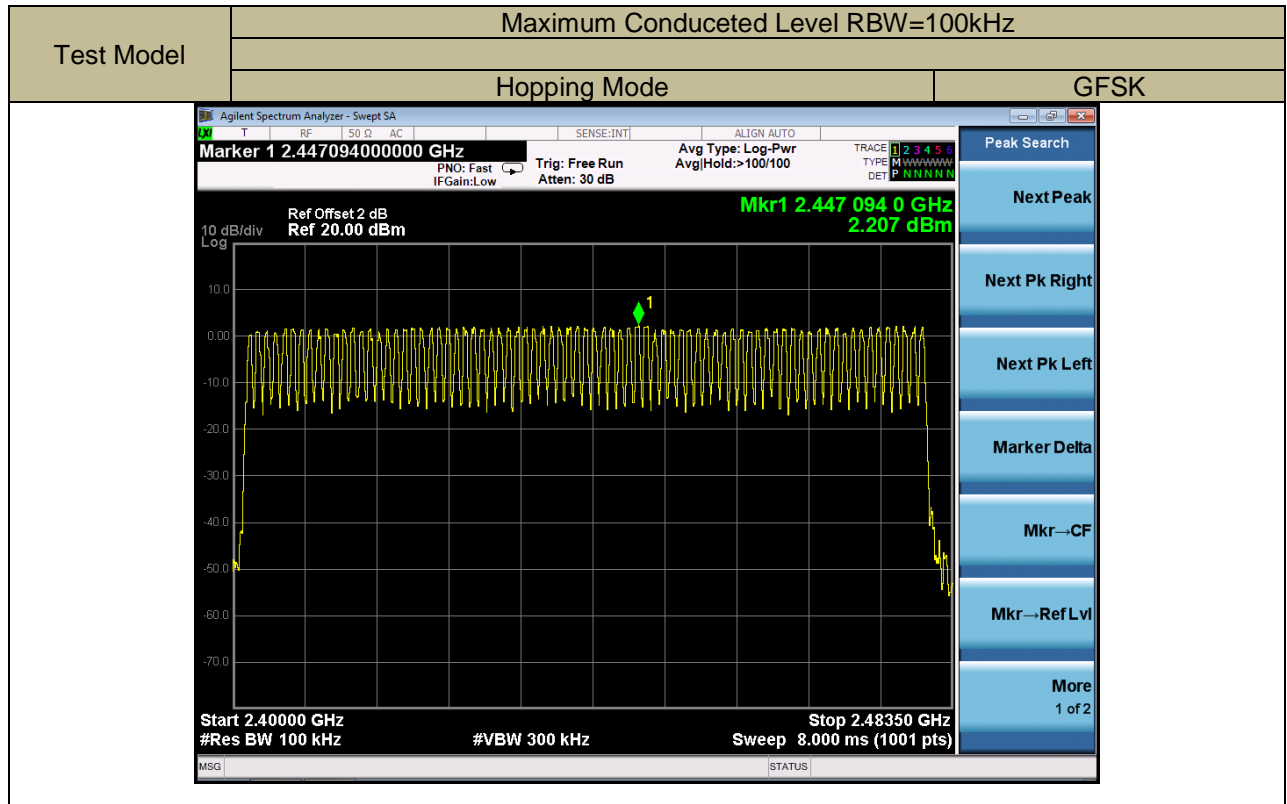 Test Model
Maximum Conduceted Level RBW=100kHz
Hopping Mode
GFSK
Agilent Spectrum Analyzer - Swept SA
LXI T RF 50 Ω AC SENSE:INT ALIGN AUTO
Marker 1 2.447094000000 GHz
PNO: Fast
IFGain:Low
Trig: Free Run
Atten: 30 dB
Avg Type: Log-Pwr
Avg|Hold:>100/100
TRACE 1 2 3 4 5 6
TYPE M WWWWW
DET P N N N N N
Mkr1 2.447 094 0 GHz
2.207 dBm
Ref Offset 2 dB
10 dB/div Ref 20.00 dBm
Log
10.0
1
0.00
-10.0
-20.0
-30.0
-40.0
-50.0
-60.0
-70.0
Start 2.40000 GHz
Stop 2.48350 GHz
#Res BW 100 kHz
#VBW 300 kHz
Sweep 8.000 ms (1001 pts)
MSG
STATUS
Peak Search
Next Peak
Next Pk Right
Next Pk Left
Marker Delta
Mkr→CF
Mkr→Ref Lvl
More
1 of 2